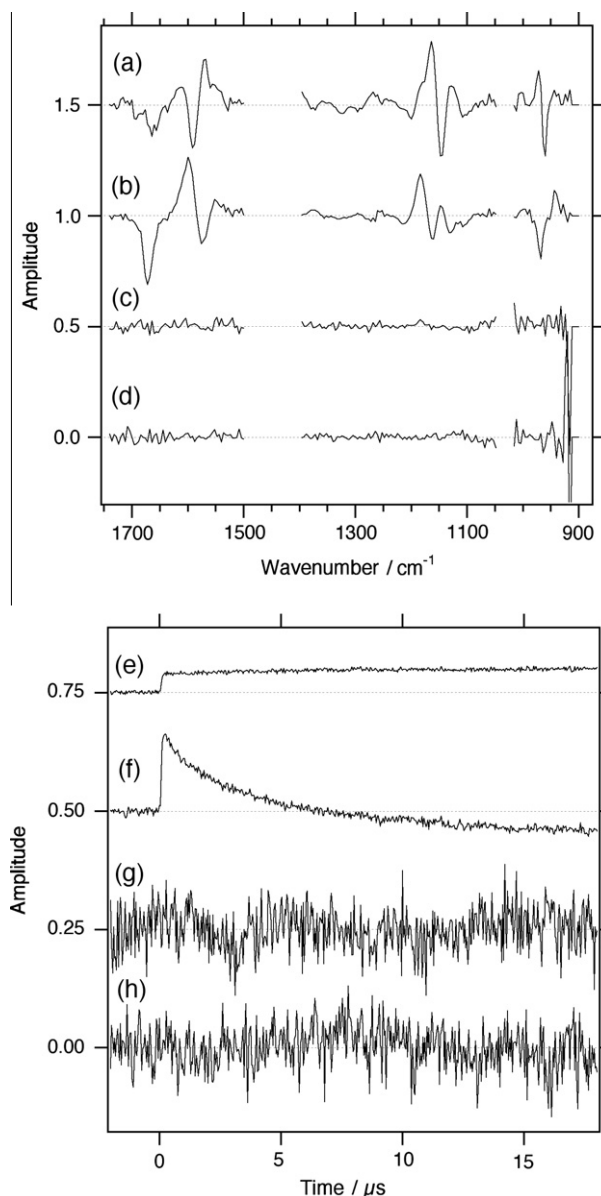 (a)
1.5
(b)
1.0
(c)
0.5
(d)
0.0
Amplitude
1700 1500 1300 1100 900
Wavenumber / cm⁻¹
(e)
0.75
(f)
0.50
(g)
0.25
(h)
0.00
Amplitude
0 5 10 15
Time / µs